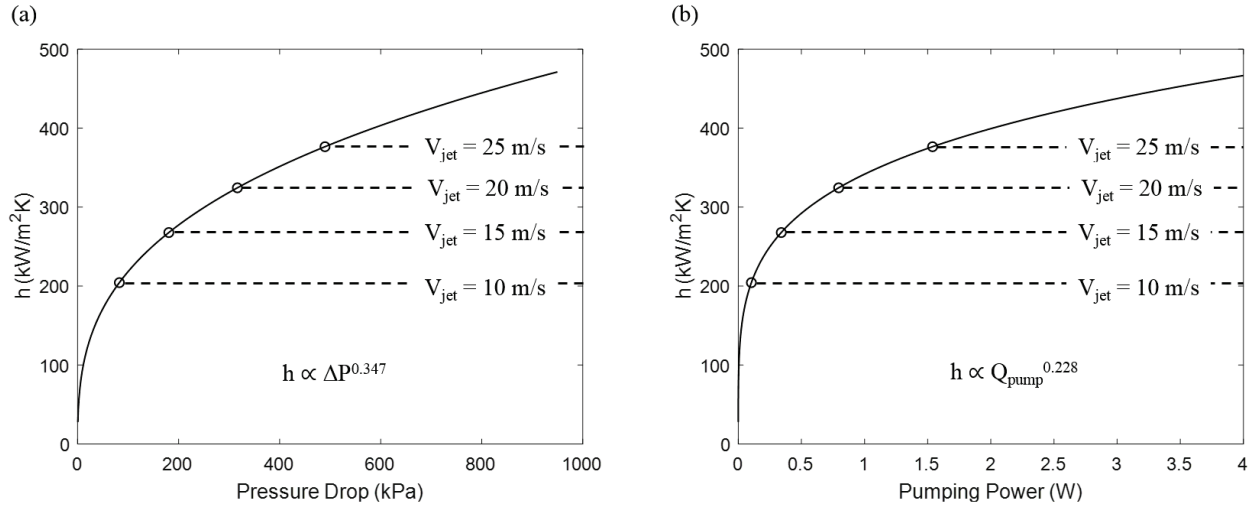 (a)
500
400
300
200
100
0
h (kW/m²K)
V_jet = 25 m/s
V_jet = 20 m/s
V_jet = 15 m/s
V_jet = 10 m/s
h ∝ ΔP^0.347
0 200 400 600 800 1000
Pressure Drop (kPa)
(b)
500
400
300
200
100
0
h (kW/m²K)
V_jet = 25 m/s
V_jet = 20 m/s
V_jet = 15 m/s
V_jet = 10 m/s
h ∝ Q_pump^0.228
0 0.5 1 1.5 2 2.5 3 3.5 4
Pumping Power (W)